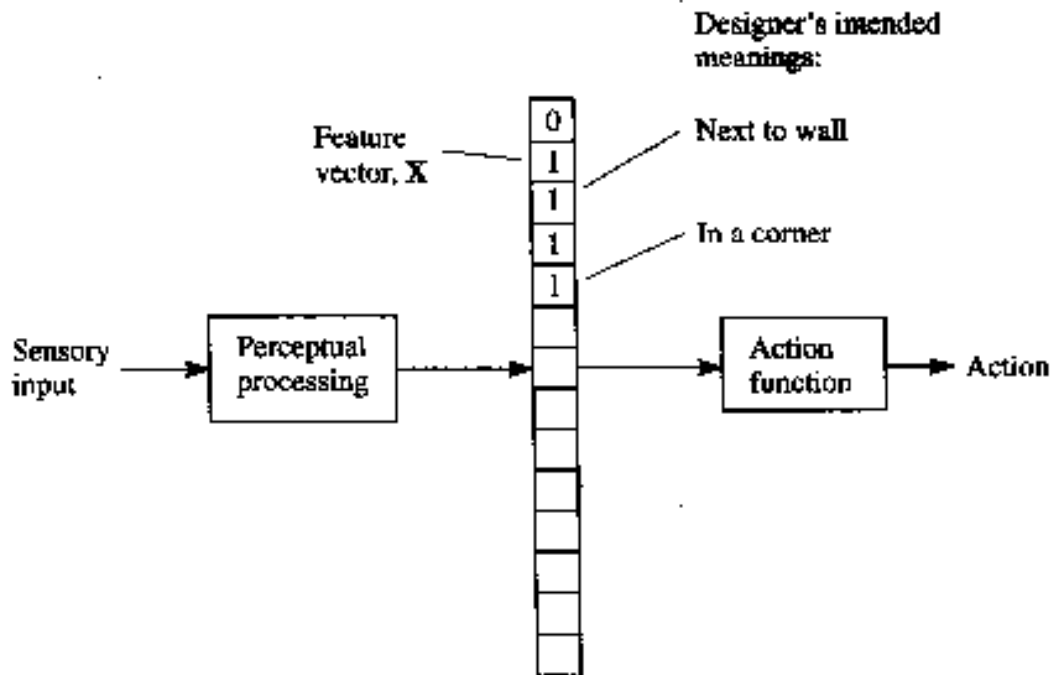 Designer's intended
meanings:
0
Feature
vector, X
1
Next to wall
1
1
In a corner
1
Sensory
input
Perceptual
processing
Action
function
Action